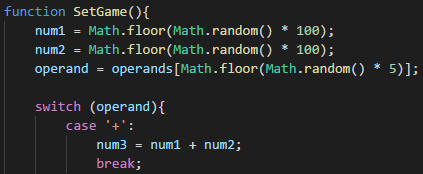 function SetGame(){
    num1 = Math.floor(Math.random() * 100);
    num2 = Math.floor(Math.random() * 100);
    operand = operands[Math.floor(Math.random() * 5)];

    switch (operand){
        case '+':
            num3 = num1 + num2;
            break;